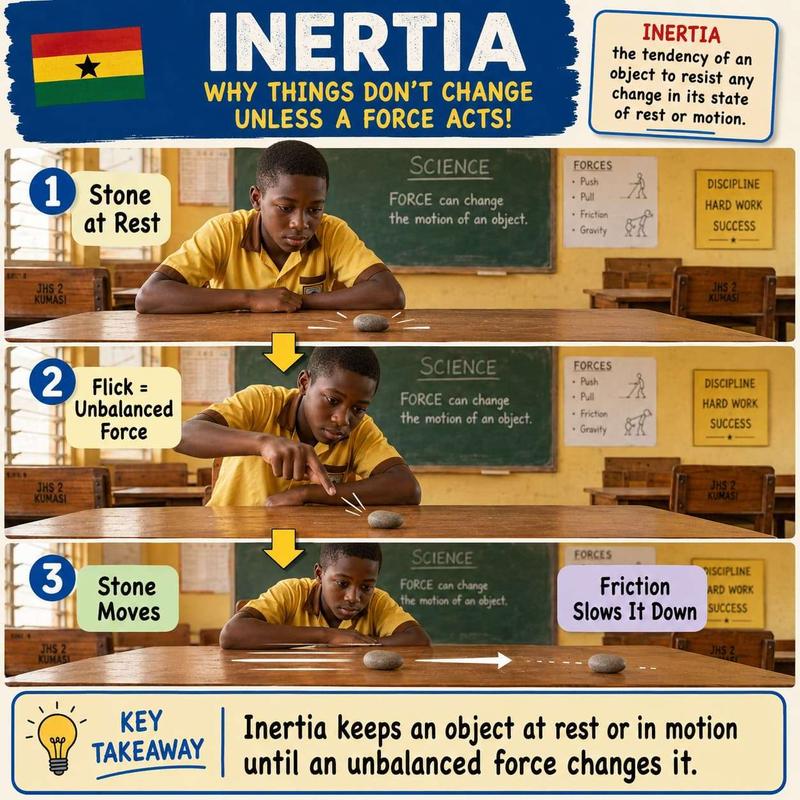 INERTIA
WHY THINGS DON'T CHANGE
UNLESS A FORCE ACTS!
INERTIA
the tendency of an
object to resist any
change in its state
of rest or motion.
1
Stone
at Rest
SCIENCE
FORCE can change
the motion of an object.
FORCES
• Push
• Pull
• Friction
• Gravity
DISCIPLINE
HARD WORK
SUCCESS
JHS 2
KUMASI
JHS 2
KUMASI
2
Flick =
Unbalanced
Force
SCIENCE
FORCE can change
the motion of an object.
FORCES
• Push
• Pull
• Friction
• Gravity
DISCIPLINE
HARD WORK
SUCCESS
JHS 2
KUMASI
JHS 2
KUMASI
3
Stone
Moves
SCIENCE
FORCE can change
the motion of an object.
FORCES
Friction
Slows It Down
DISCIPLINE
ARD WORK
SUCCESS
JHS 2
KUMASI
JHS 2
KUMASI
KEY
TAKEAWAY
Inertia keeps an object at rest or in motion
until an unbalanced force changes it.